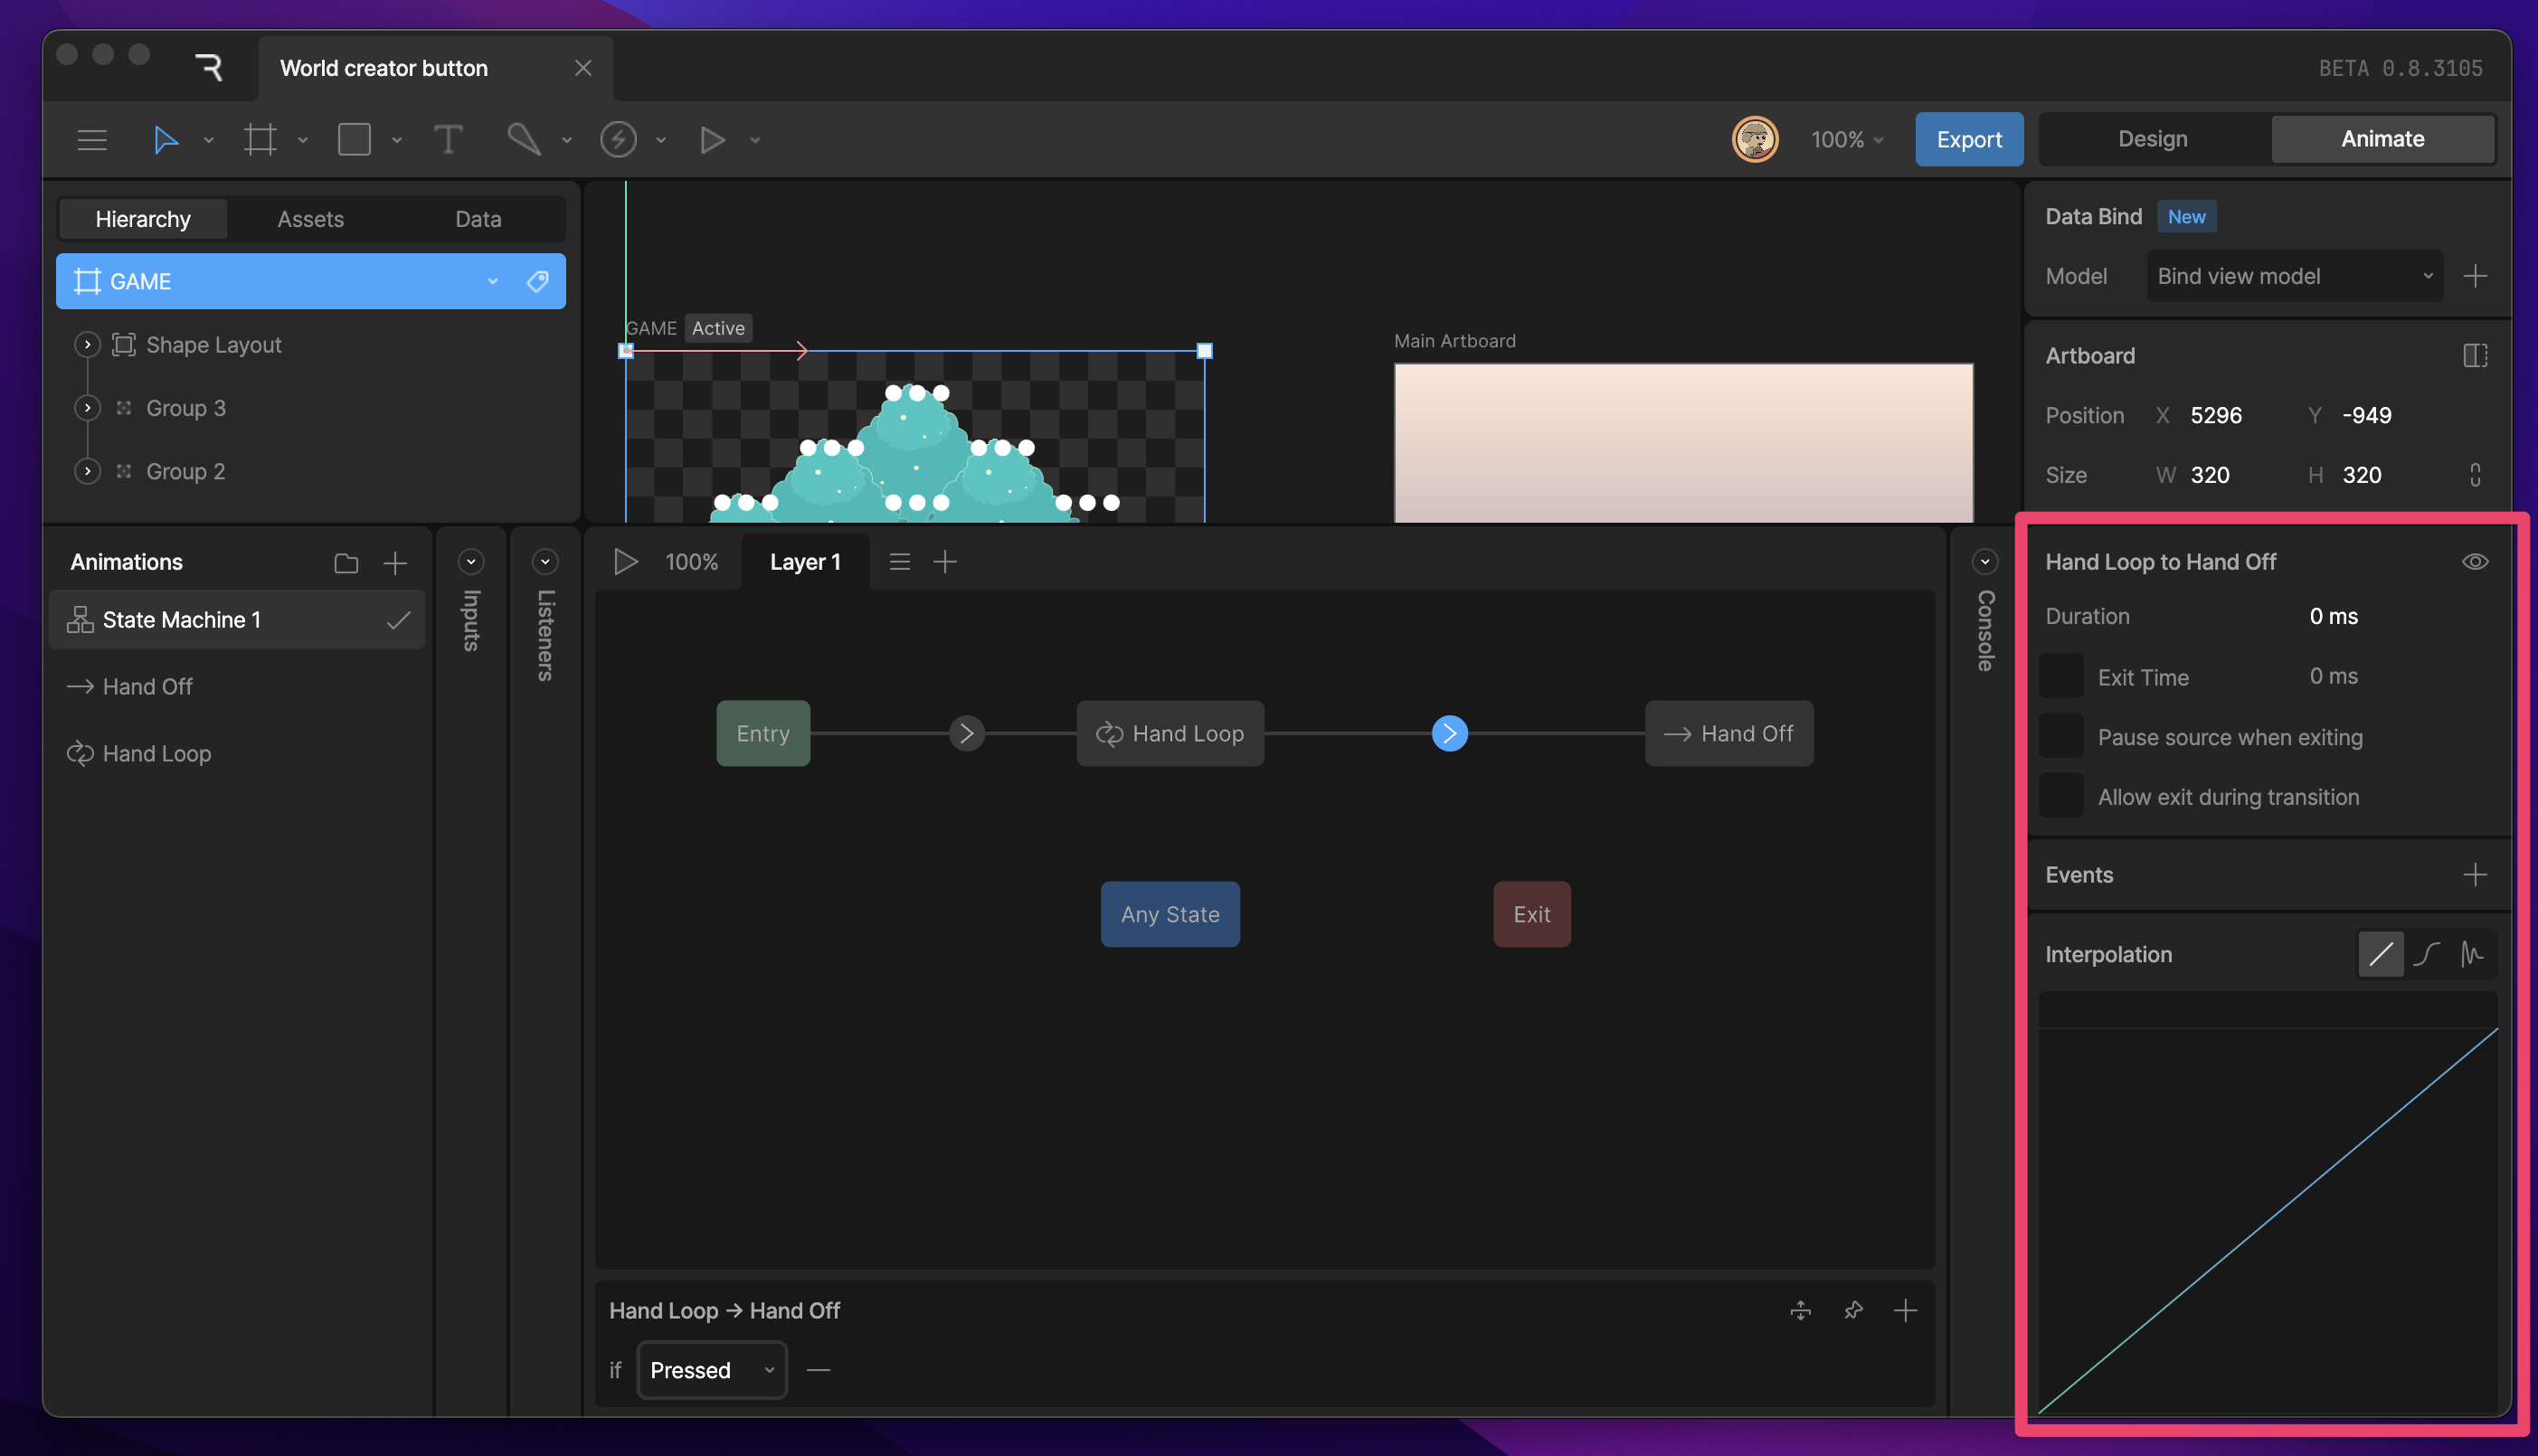 World creator button
BETA 0.8.3105
100%
Export
Design
Animate
Hierarchy
Assets
Data
GAME
Shape Layout
Group 3
Group 2
GAME Active
Main Artboard
Data Bind New
Model Bind view model
Artboard
Position X 5296 Y -949
Size W 320 H 320
Animations
State Machine 1
Hand Off
Hand Loop
Inputs
Listeners
100%
Layer 1
Entry
Hand Loop
Hand Off
Any State
Exit
Hand Loop → Hand Off
if Pressed
Console
Hand Loop to Hand Off
Duration 0 ms
Exit Time 0 ms
Pause source when exiting
Allow exit during transition
Events
Interpolation